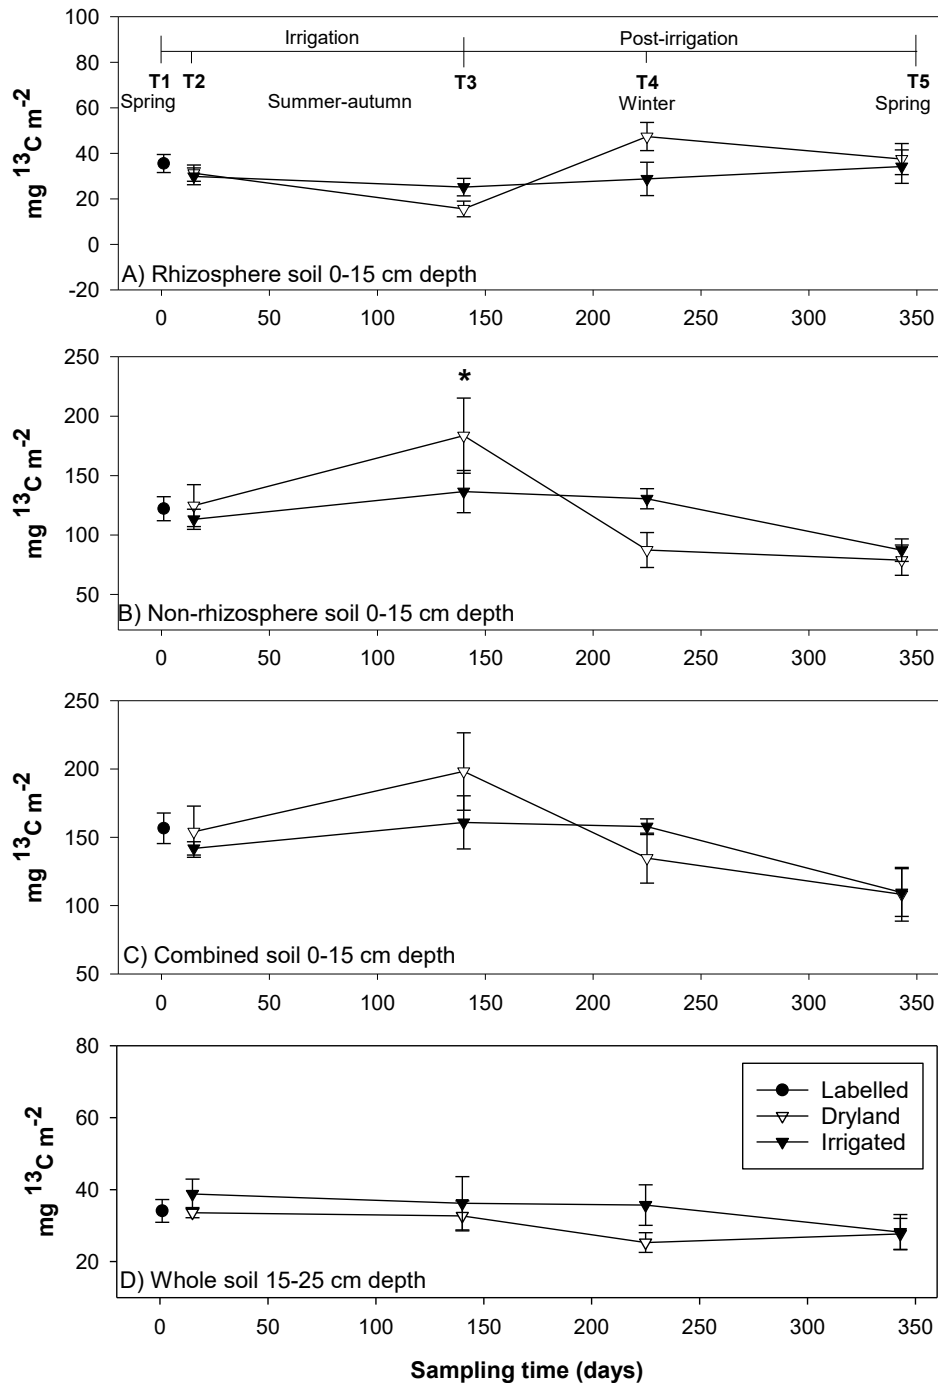 100
80
60
40
20
0
-20
mg ¹³C m⁻²
Irrigation Post-irrigation
T1 T2 T3 T4 T5
Spring Summer-autumn Winter Spring
A) Rhizosphere soil 0-15 cm depth
0 50 100 150 200 250 300 350
250
200
150
100
50
mg ¹³C m⁻²
*
B) Non-rhizosphere soil 0-15 cm depth
0 50 100 150 200 250 300 350
250
200
150
100
50
mg ¹³C m⁻²
C) Combined soil 0-15 cm depth
0 50 100 150 200 250 300 350
80
60
40
20
mg ¹³C m⁻²
Labelled
Dryland
Irrigated
D) Whole soil 15-25 cm depth
0 50 100 150 200 250 300 350
Sampling time (days)